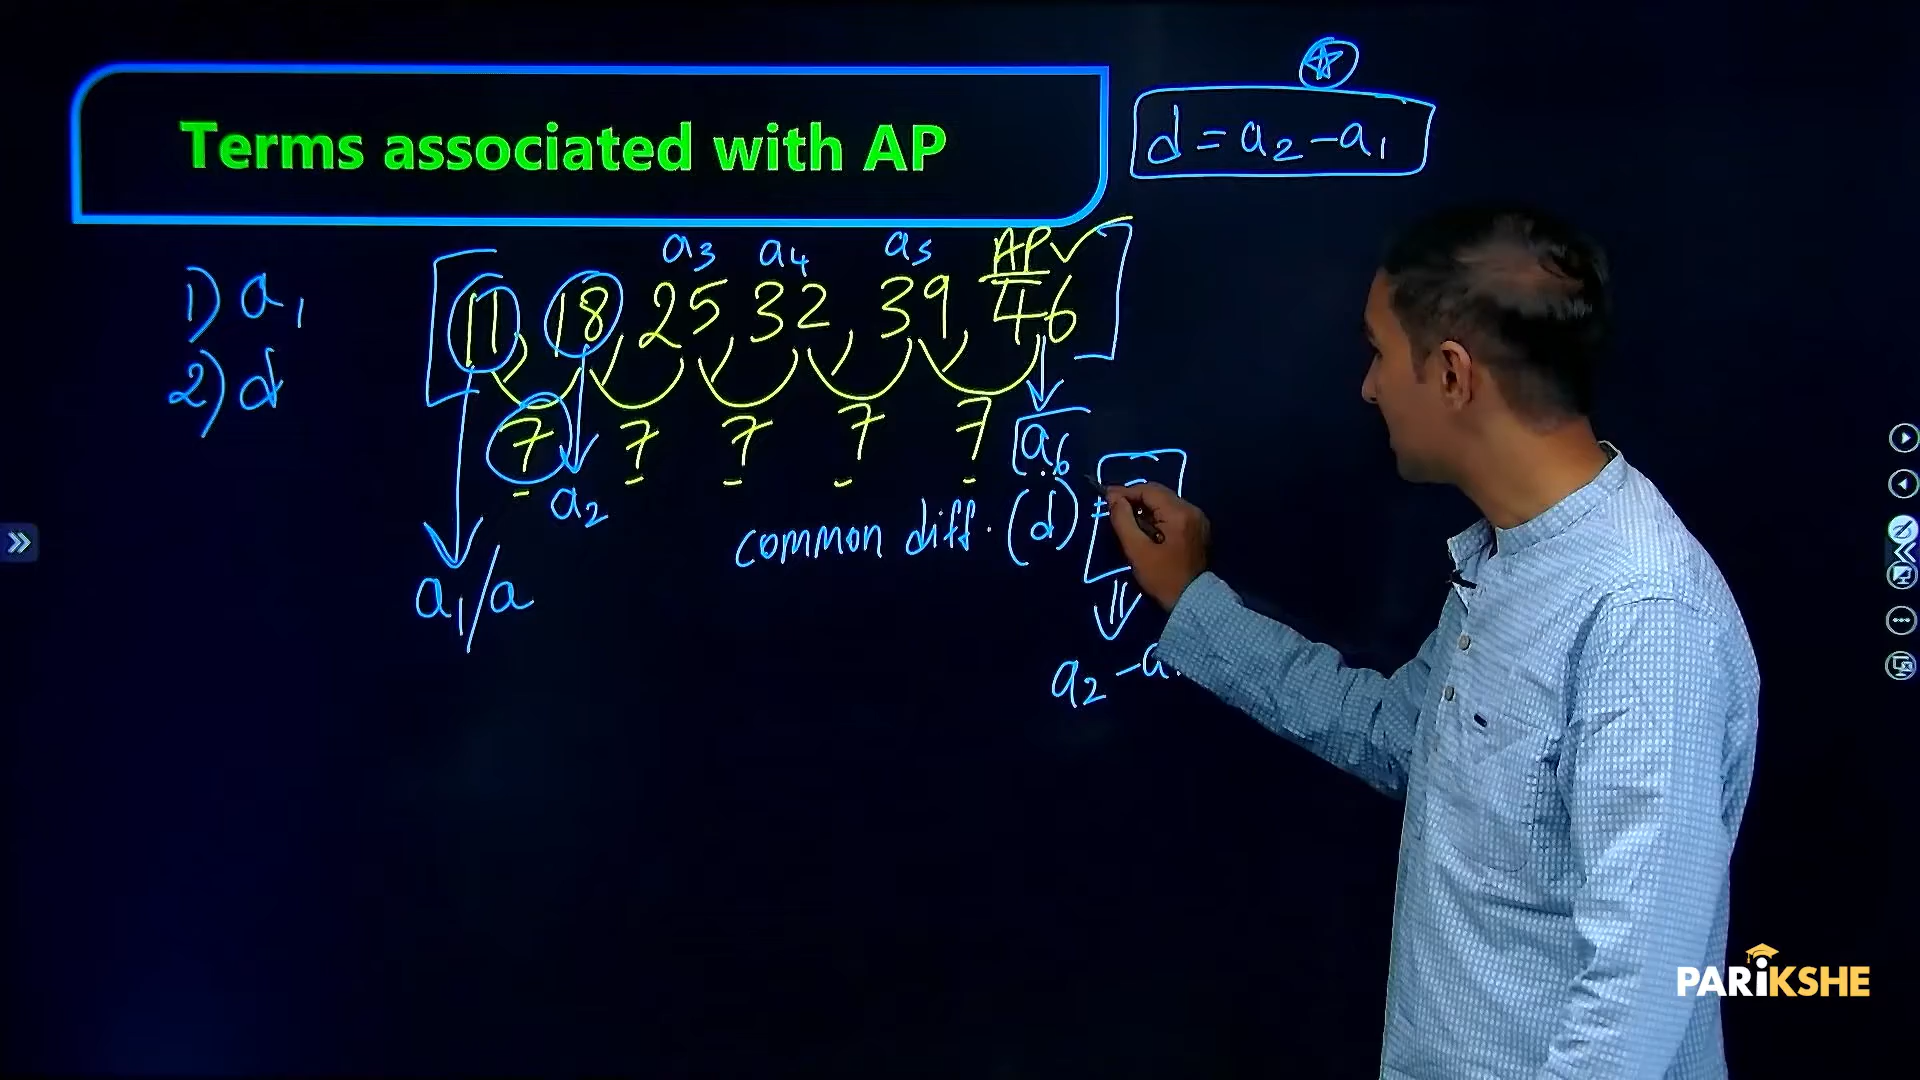 Terms associated with AP
d = a₂ - a₁
1) a₁
2) d
a₃ a₄ a₅ AP ✓
11 18 25 32 39 46
7 7 7 7 7
a₂
a₆
common diff. (d) =
a₁/a
a₂ - a
PARiKSHE